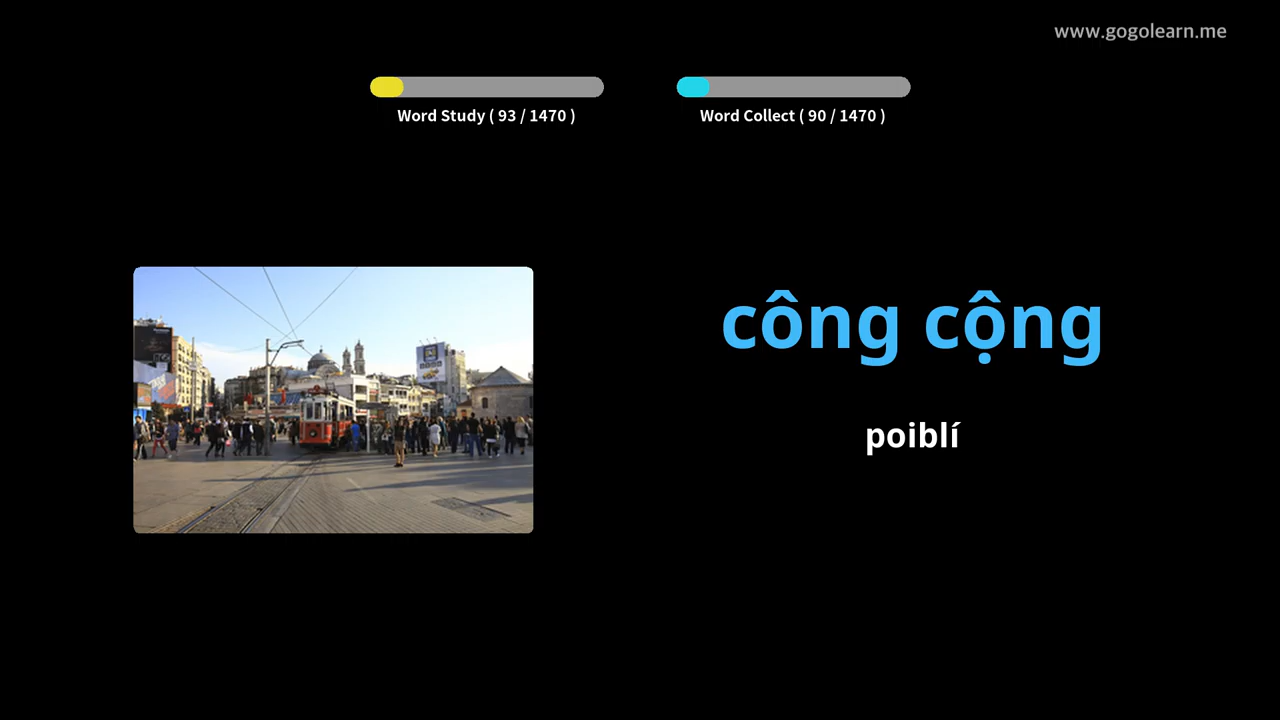 www.gogolearn.me
Word Study ( 93 / 1470 )
Word Collect ( 90 / 1470 )
công cộng
poiblí